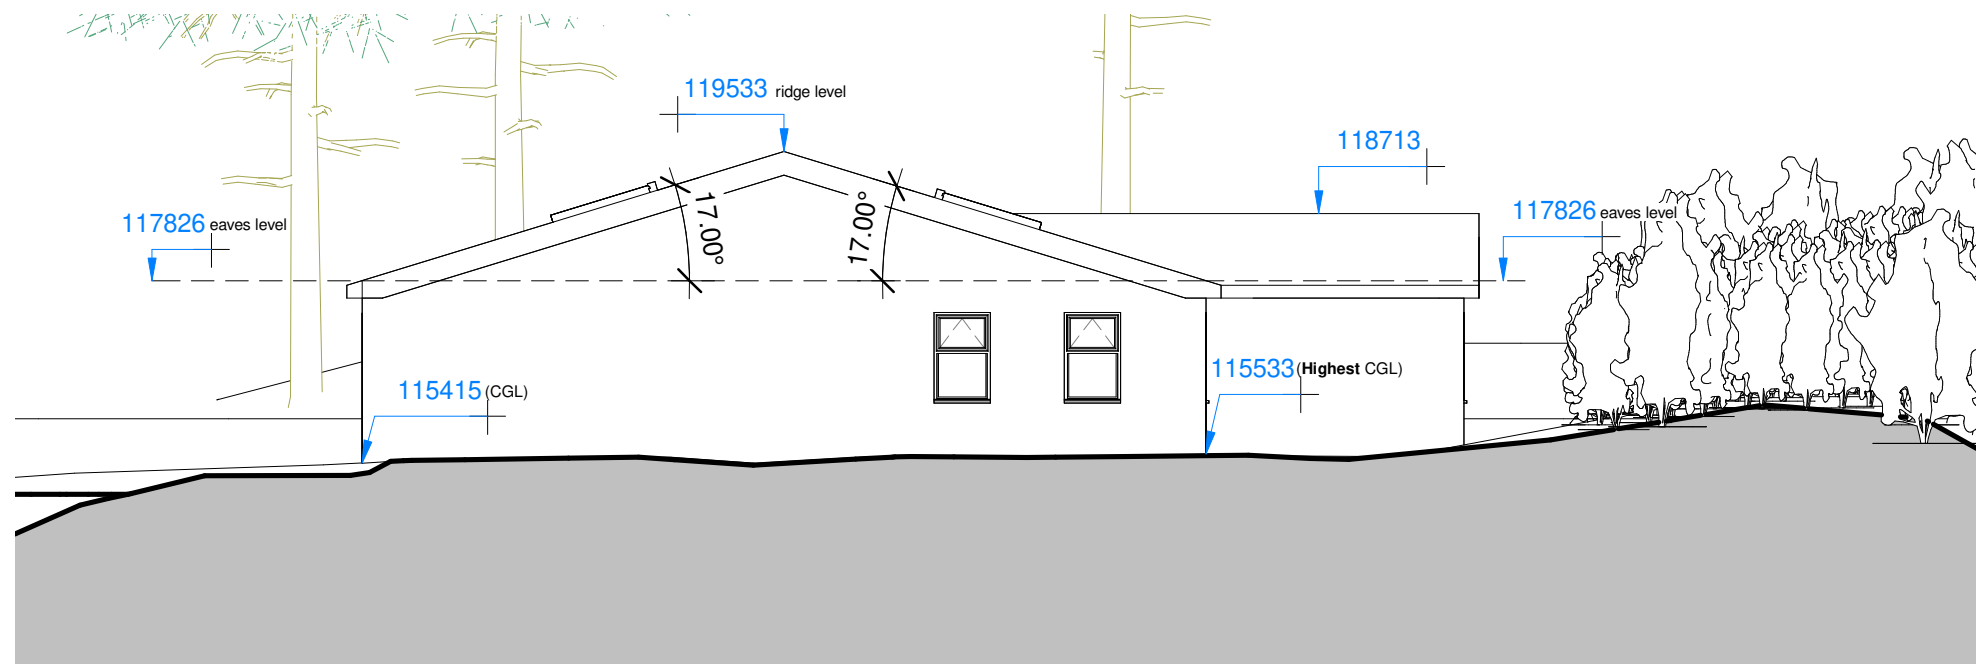 119533 ridge level
118713
117826 eaves level
117826 eaves level
17.00°
17.00°
115533 (Highest CGL)
115415 (CGL)